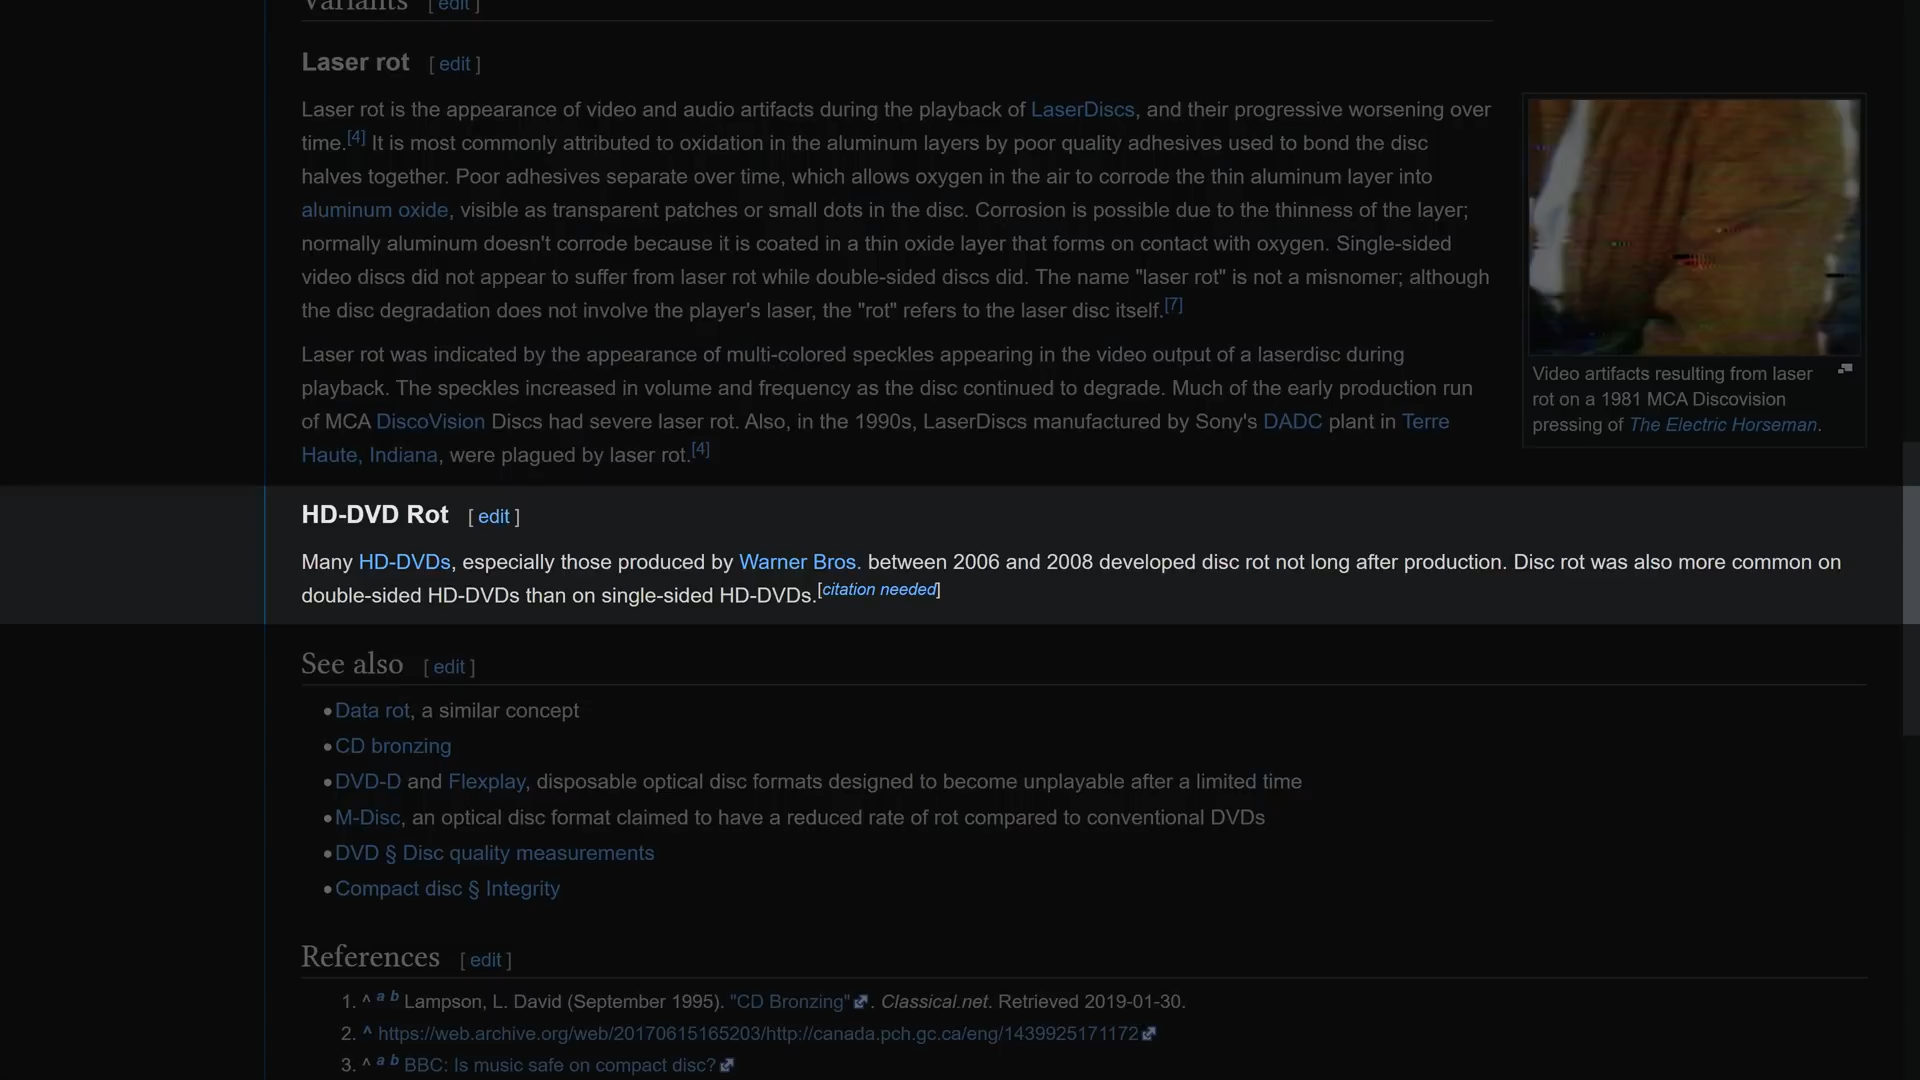 Variants [ edit ]
Laser rot [ edit ]
Laser rot is the appearance of video and audio artifacts during the playback of LaserDiscs, and their progressive worsening over
time.[4] It is most commonly attributed to oxidation in the aluminum layers by poor quality adhesives used to bond the disc
halves together. Poor adhesives separate over time, which allows oxygen in the air to corrode the thin aluminum layer into
aluminum oxide, visible as transparent patches or small dots in the disc. Corrosion is possible due to the thinness of the layer;
normally aluminum doesn't corrode because it is coated in a thin oxide layer that forms on contact with oxygen. Single-sided
video discs did not appear to suffer from laser rot while double-sided discs did. The name "laser rot" is not a misnomer; although
the disc degradation does not involve the player's laser, the "rot" refers to the laser disc itself.[7]
Laser rot was indicated by the appearance of multi-colored speckles appearing in the video output of a laserdisc during
playback. The speckles increased in volume and frequency as the disc continued to degrade. Much of the early production run
of MCA DiscoVision Discs had severe laser rot. Also, in the 1990s, LaserDiscs manufactured by Sony's DADC plant in Terre
Haute, Indiana, were plagued by laser rot.[4]
Video artifacts resulting from laser
rot on a 1981 MCA Discovision
pressing of The Electric Horseman.
HD-DVD Rot [ edit ]
Many HD-DVDs, especially those produced by Warner Bros. between 2006 and 2008 developed disc rot not long after production. Disc rot was also more common on
double-sided HD-DVDs than on single-sided HD-DVDs.[citation needed]
See also [ edit ]
• Data rot, a similar concept
• CD bronzing
• DVD-D and Flexplay, disposable optical disc formats designed to become unplayable after a limited time
• M-Disc, an optical disc format claimed to have a reduced rate of rot compared to conventional DVDs
• DVD § Disc quality measurements
• Compact disc § Integrity
References [ edit ]
1. ^ a b Lampson, L. David (September 1995). "CD Bronzing". Classical.net. Retrieved 2019-01-30.
2. ^ https://web.archive.org/web/20170615165203/http://canada.pch.gc.ca/eng/1439925171172
3. ^ a b BBC: Is music safe on compact disc?